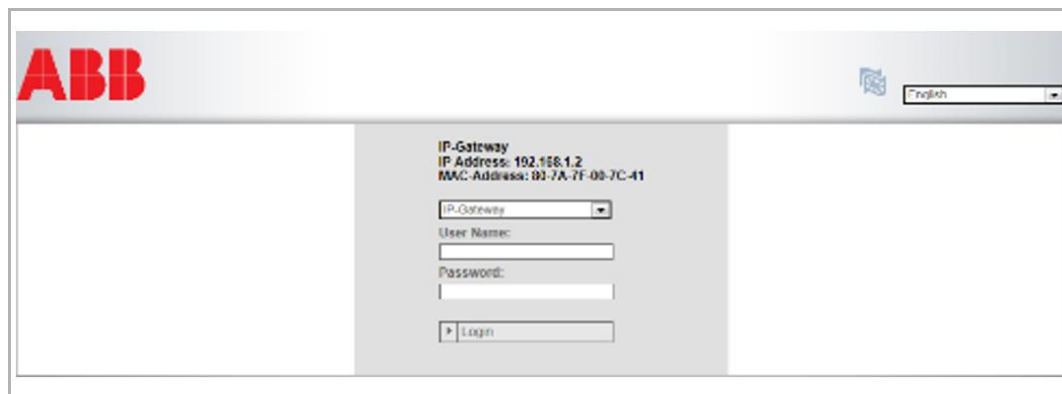 ABB
English
IP-Gateway
IP Address: 192.168.1.2
MAC-Address: 80-7A-7F-00-7C-41
IP-Gateway
User Name:
Password:
Login